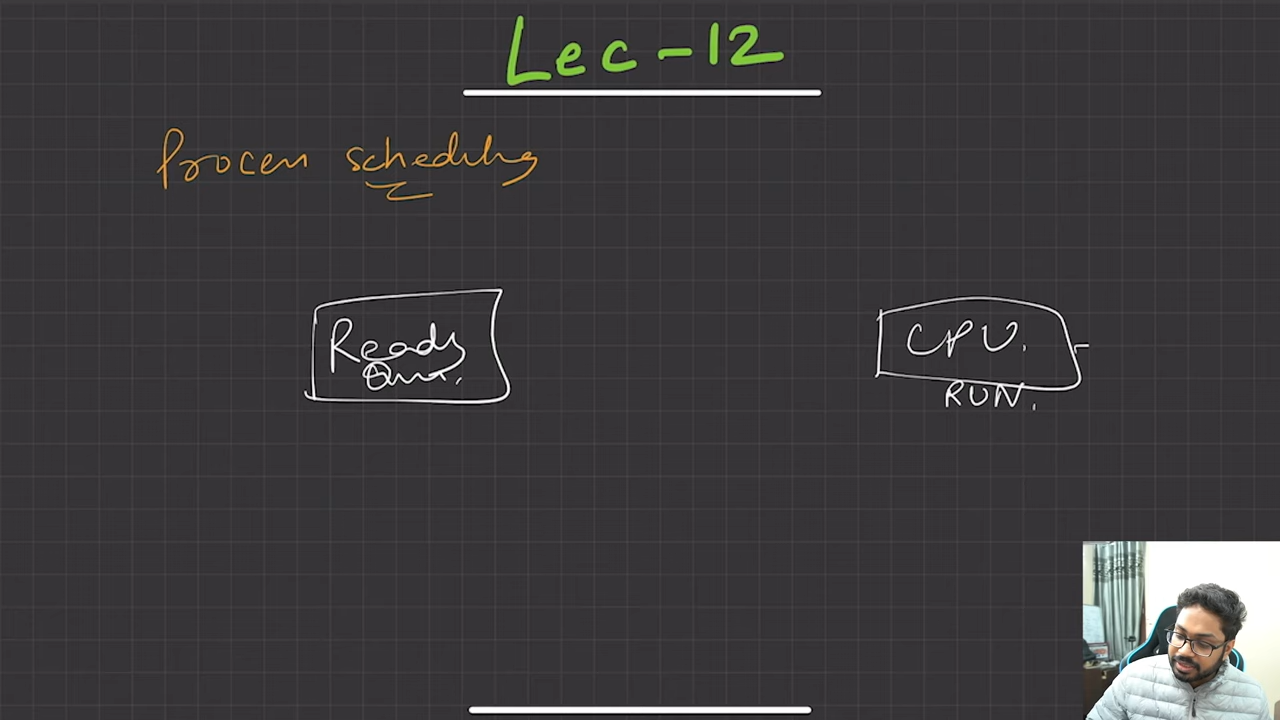 Lec-12
Process scheduling
Ready
CPU.
RUN.